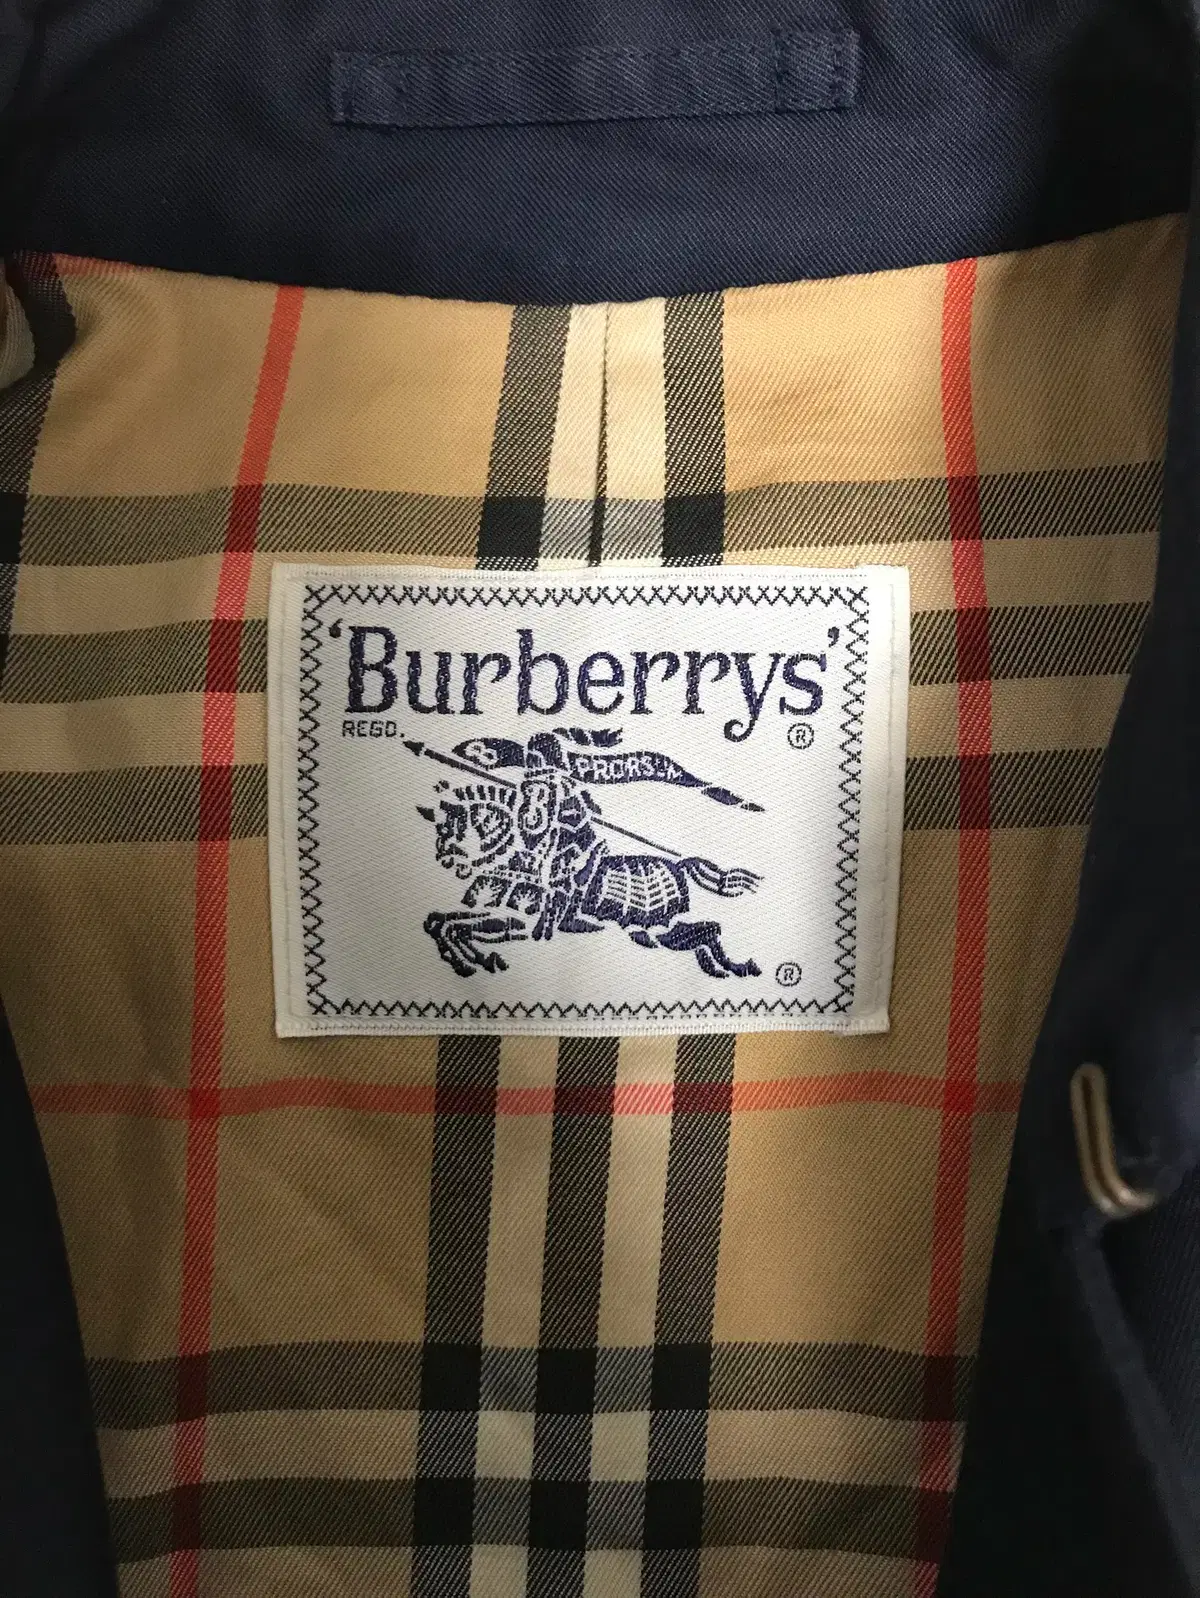 'Burberrys'
REGD. ®
B PRORSUM
B
®